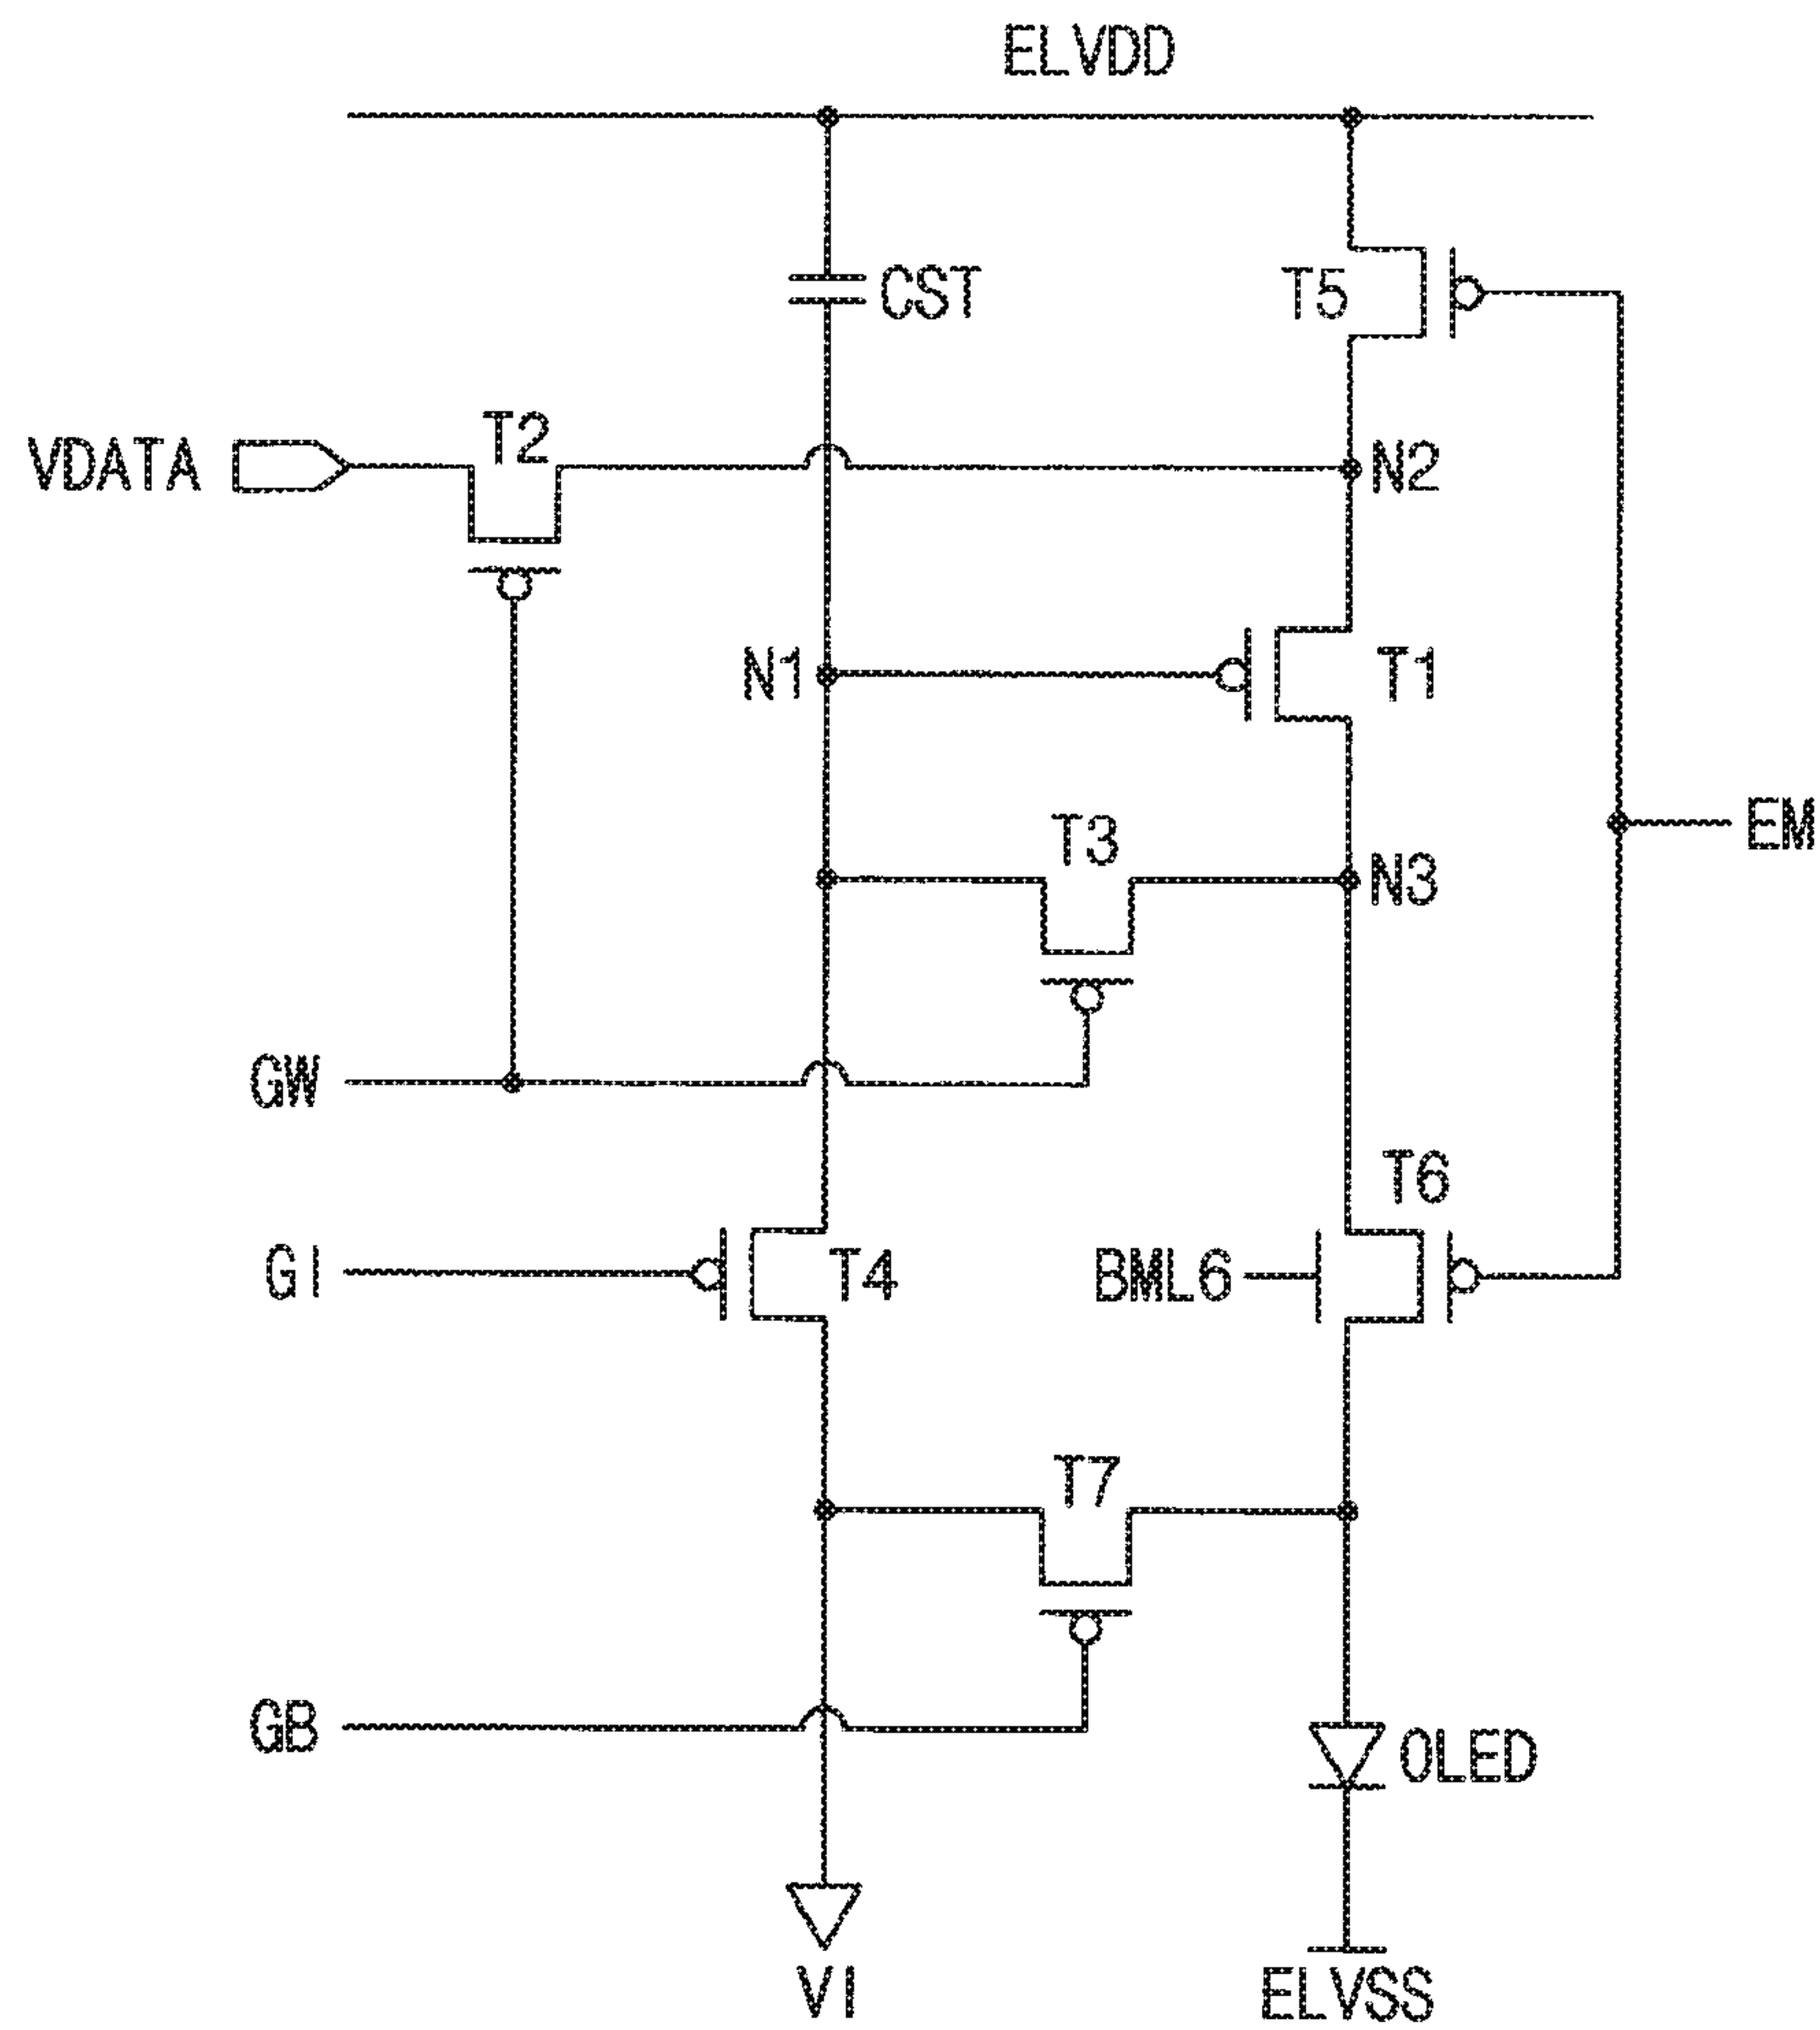 ELVDD
CST
T5
T2
VDATA
N2
N1
T1
T3
EM
N3
GW
T6
GI
T4
BML6
T7
GB
OLED
VI
ELVSS